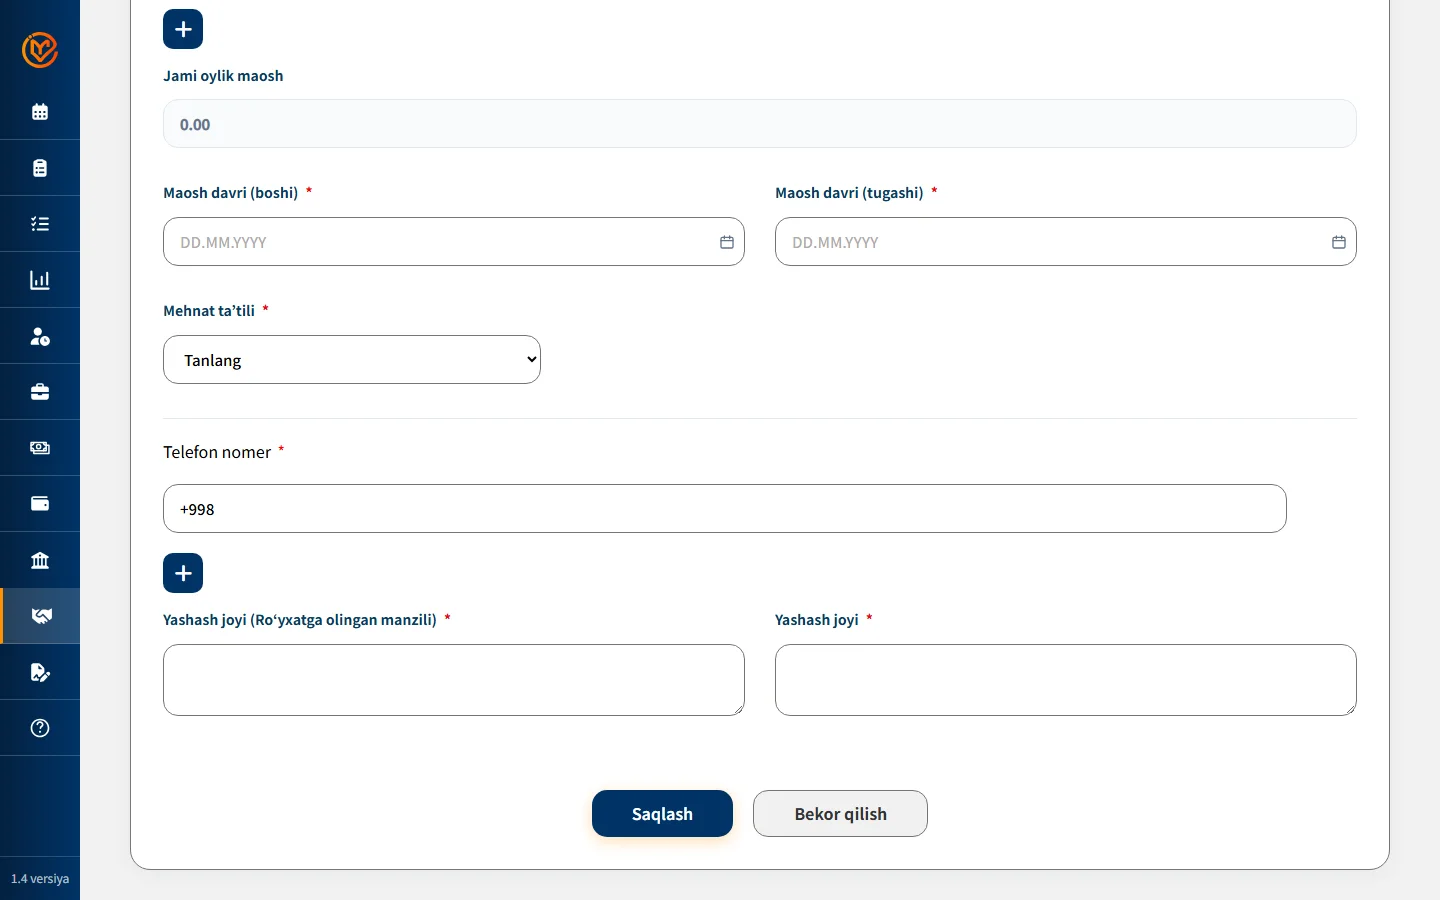 Jami oylik maosh
0.00
Maosh davri (boshi) *
Maosh davri (tugashi) *
DD.MM.YYYY
DD.MM.YYYY
Mehnat ta’tili *
Tanlang
Telefon nomer *
+998
Yashash joyi (Ro‘yxatga olingan manzili) *
Yashash joyi *
Saqlash
Bekor qilish
1.4 versiya